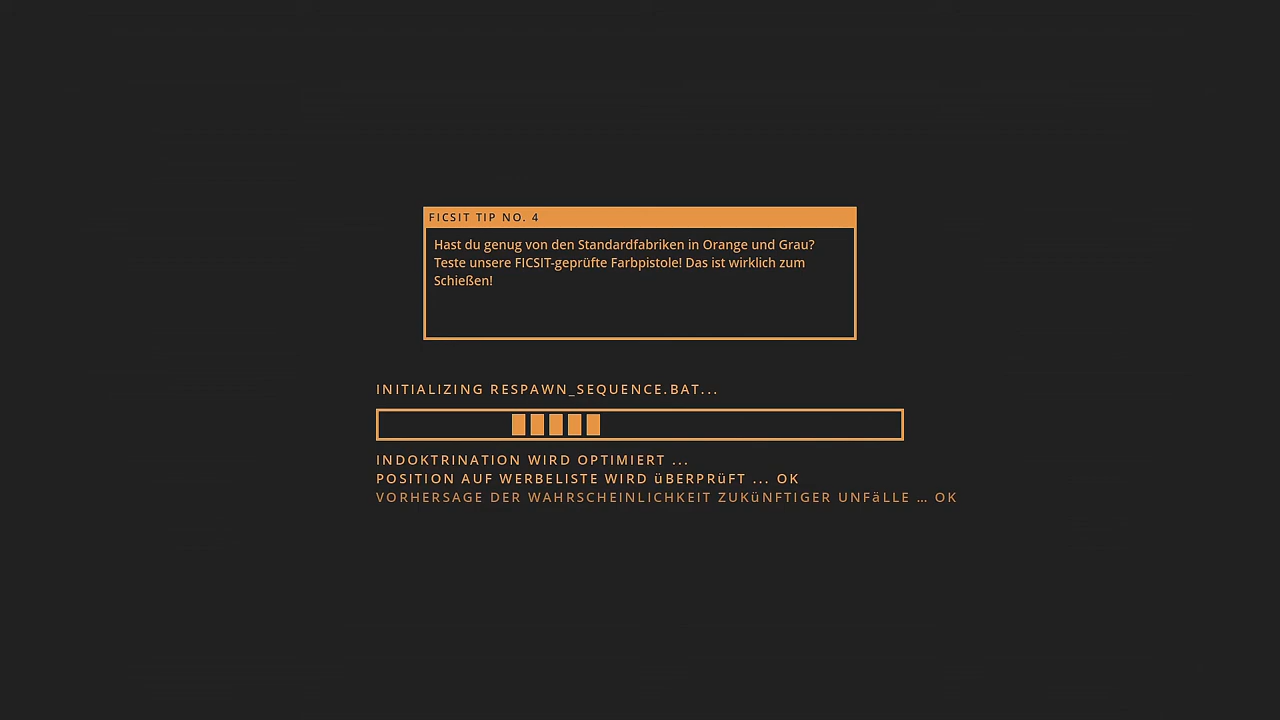 FICSIT TIP NO. 4
Hast du genug von den Standardfabriken in Orange und Grau?
Teste unsere FICSIT-geprüfte Farbpistole! Das ist wirklich zum
Schießen!
INITIALIZING RESPAWN_SEQUENCE.BAT...
INDOKTRINATION WIRD OPTIMIERT ...
POSITION AUF WERBELISTE WIRD üBERPRüFT ... OK
VORHERSAGE DER WAHRSCHEINLICHKEIT ZUKüNFTIGER UNFäLLE … OK